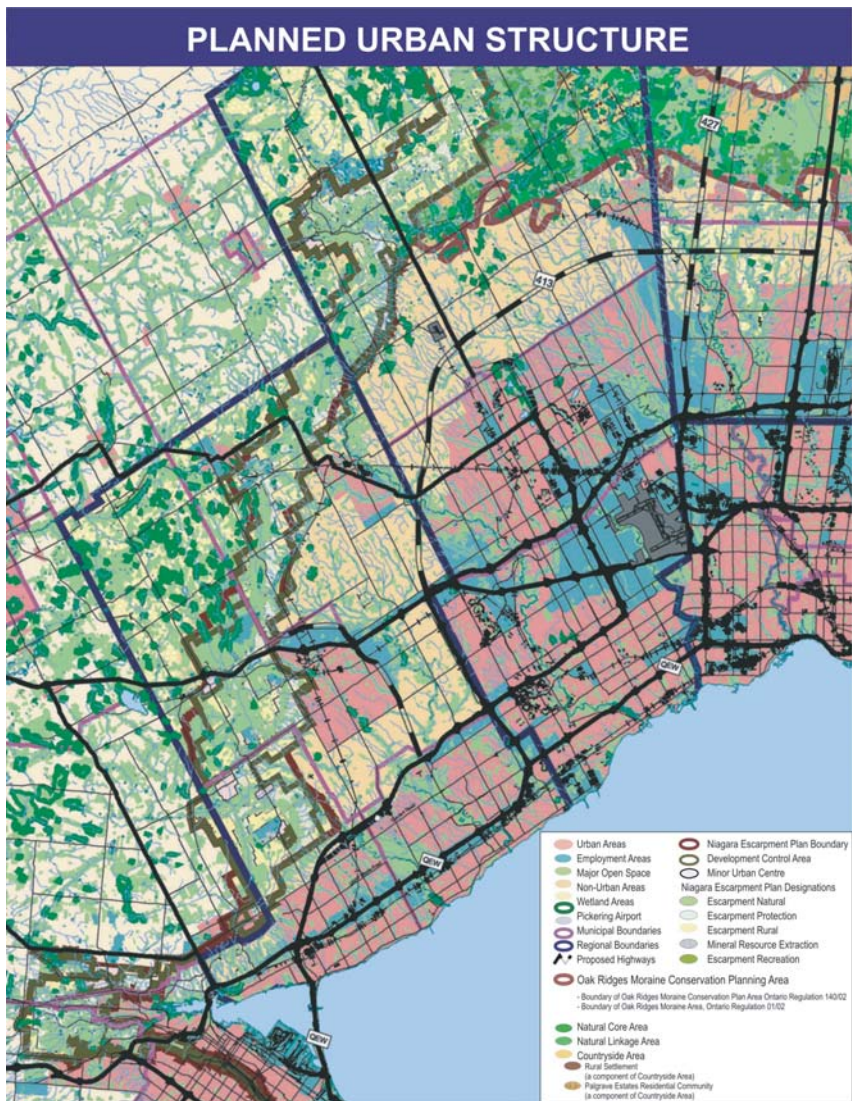 PLANNED URBAN STRUCTURE
427
413
QEW
QEW
QEW
Urban Areas
Employment Areas
Major Open Space
Non-Urban Areas
Wetland Areas
Pickering Airport
Municipal Boundaries
Regional Boundaries
Proposed Highways
Niagara Escarpment Plan Boundary
Development Control Area
Minor Urban Centre
Niagara Escarpment Plan Designations
Escarpment Natural
Escarpment Protection
Escarpment Rural
Mineral Resource Extraction
Escarpment Recreation
Oak Ridges Moraine Conservation Planning Area
- Boundary of Oak Ridges Moraine Conservation Plan Area Ontario Regulation 140/02
- Boundary of Oak Ridges Moraine Area, Ontario Regulation 01/02
Natural Core Area
Natural Linkage Area
Countryside Area
Rural Settlement
(a component of Countryside Area)
Palgrave Estates Residential Community
(a component of Countryside Area)